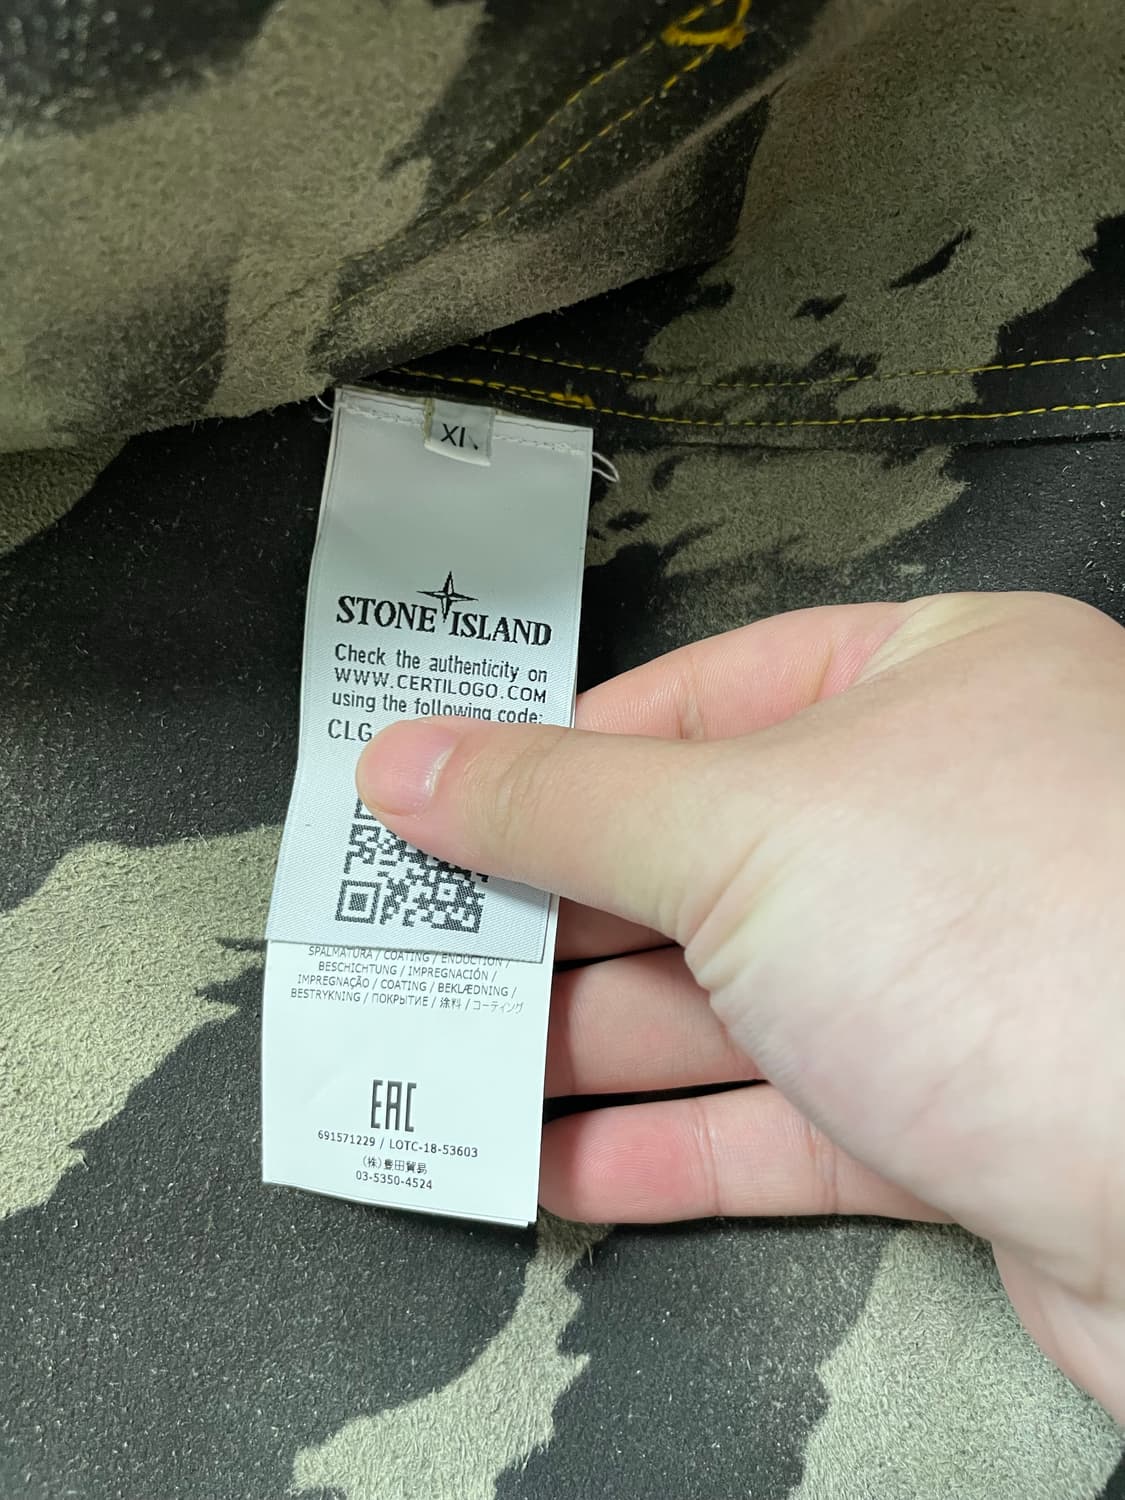 STONE ISLAND
Check the authenticity on
WWW.CERTILOGO.COM
using the following code:
CLG
SPALMATURA / COATING / ENDUCTION /
BESCHICHTUNG / IMPREGNACIÓN /
IMPREGNAÇÃO / COATING / BEKLÆDNING /
BESTRYKNING / ПОКРЫТИЕ / 涂料 / コーティング
EAC
691571229 / LOTC-18-53603
(株)豊田貿易
03-5350-4524